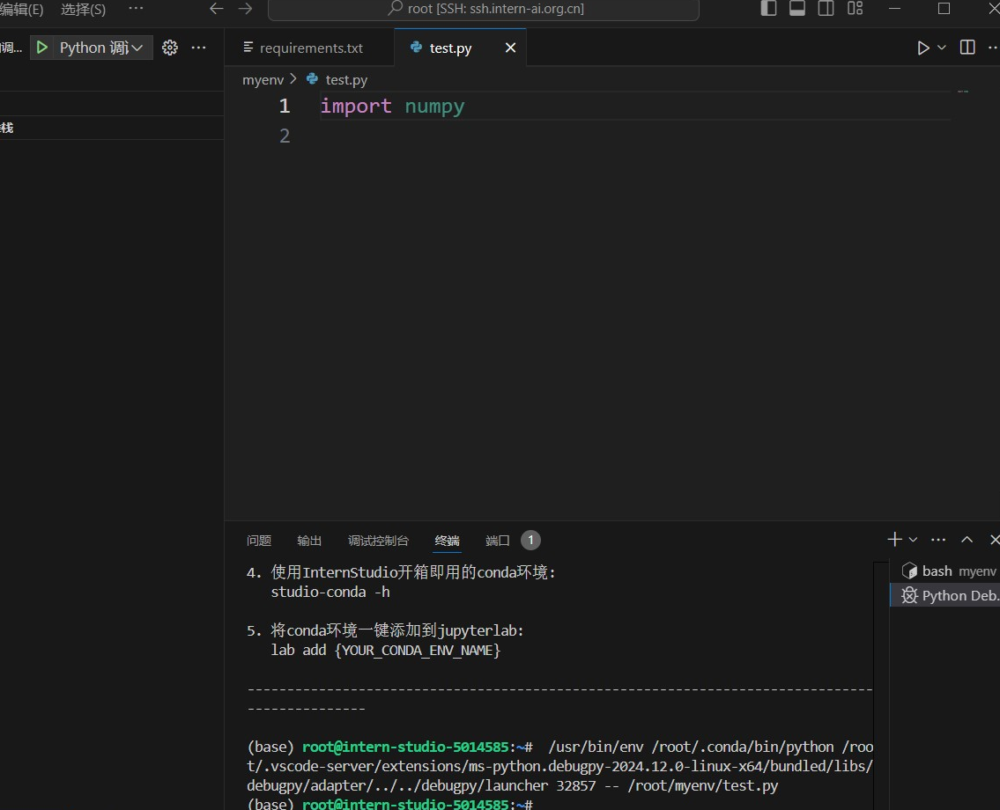 编辑(E) 选择(S) ··· root [SSH: ssh.intern-ai.org.cn]
调... Python 调 ···
requirements.txt test.py
myenv > test.py
栈
1 import numpy
2
问题 输出 调试控制台 终端 端口 1
bash myenv
Python Deb.
4. 使用InternStudio开箱即用的conda环境:
studio-conda -h
5. 将conda环境一键添加到jupyterlab:
lab add {YOUR_CONDA_ENV_NAME}
-------------------------------------------------------------------------------
---------------
(base) root@intern-studio-5014585:~# /usr/bin/env /root/.conda/bin/python /roo
t/.vscode-server/extensions/ms-python.debugpy-2024.12.0-linux-x64/bundled/libs/
debugpy/adapter/../../debugpy/launcher 32857 -- /root/myenv/test.py
(base) root@intern-studio-5014585:~#